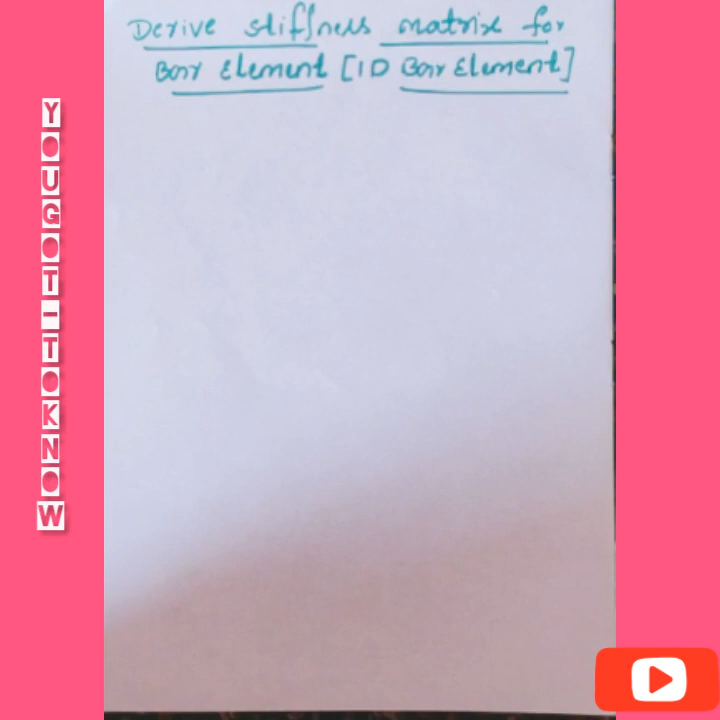 Derive stiffness matrix for
Bar Element [1D Bar Element]
YOUGOTITOKNOW